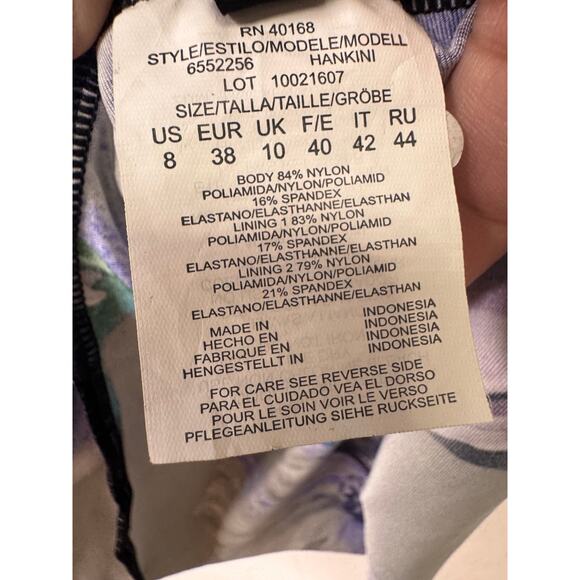 RN 40168
STYLE/ESTILO/MODELE/MODELL
6552256 HANKINI
LOT 10021607
SIZE/TALLA/TAILLE/GRÖBE
US EUR UK F/E IT RU
8 38 10 40 42 44
BODY 84% NYLON
POLIAMIDA/NYLON/POLIAMID
16% SPANDEX
ELASTANO/ELASTHANNE/ELASTHAN
LINING 1 83% NYLON
POLIAMIDA/NYLON/POLIAMID
17% SPANDEX
ELASTANO/ELASTHANNE/ELASTHAN
LINING 2 79% NYLON
POLIAMIDA/NYLON/POLIAMID
21% SPANDEX
ELASTANO/ELASTHANNE/ELASTHAN
MADE IN INDONESIA
HECHO EN INDONESIA
FABRIQUE EN INDONESIA
HENGESTELLT IN INDONESIA
FOR CARE SEE REVERSE SIDE
PARA EL CUIDADO VEA EL DORSO
POUR LE SOIN VOIR LE VERSO
PFLEGEANLEITUNG SIEHE RUCKSEITE